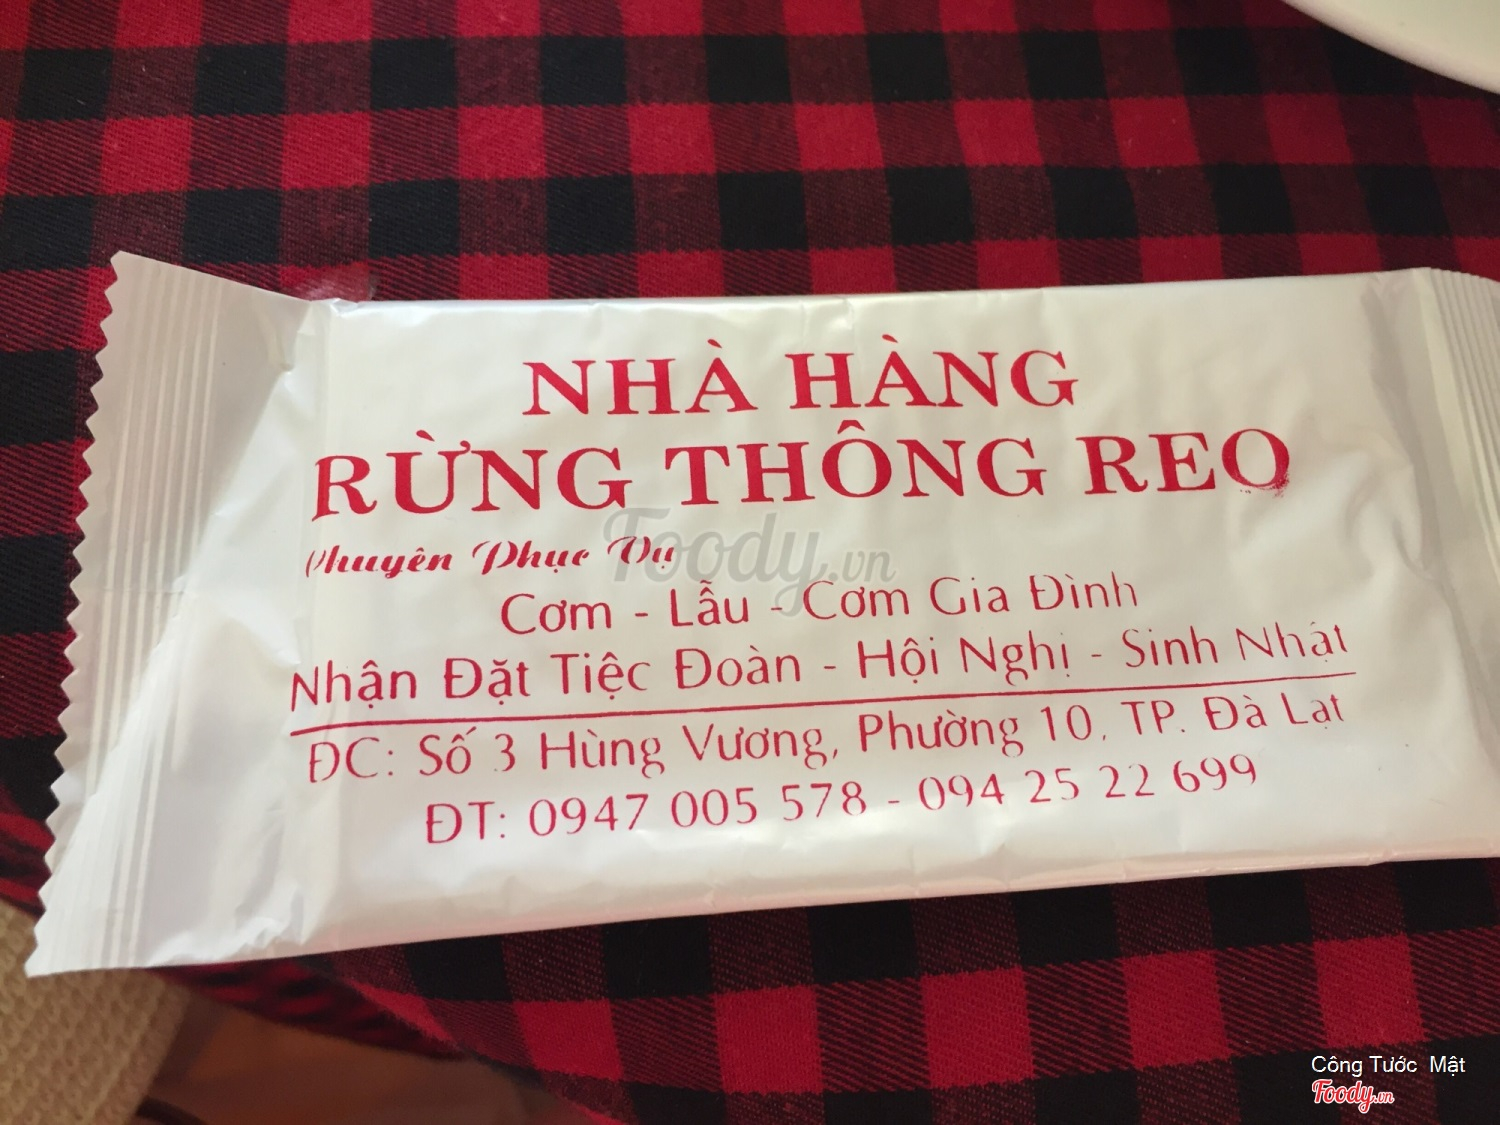 NHÀ HÀNG
RỪNG THÔNG REO
Chuyên Phục Vụ
Cơm - Lẩu - Cơm Gia Đình
Nhận Đặt Tiệc Đoàn - Hội Nghị - Sinh Nhật
ĐC: Số 3 Hùng Vương, Phường 10, TP. Đà Lạt
ĐT: 0947 005 578 - 094 25 22 699
Foody.vn
Công Tước Mật
Foody.vn